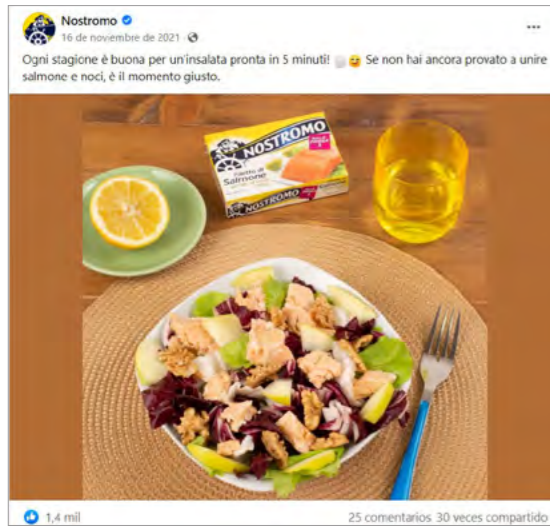 Nostromo
16 de noviembre de 2021 ·
Ogni stagione è buona per un'insalata pronta in 5 minuti! Se non hai ancora provato a unire
salmone e noci, è il momento giusto.
NOSTROMO
Filetto di
Salmone
NOSTROMO
1,4 mil
25 comentarios 30 veces compartido